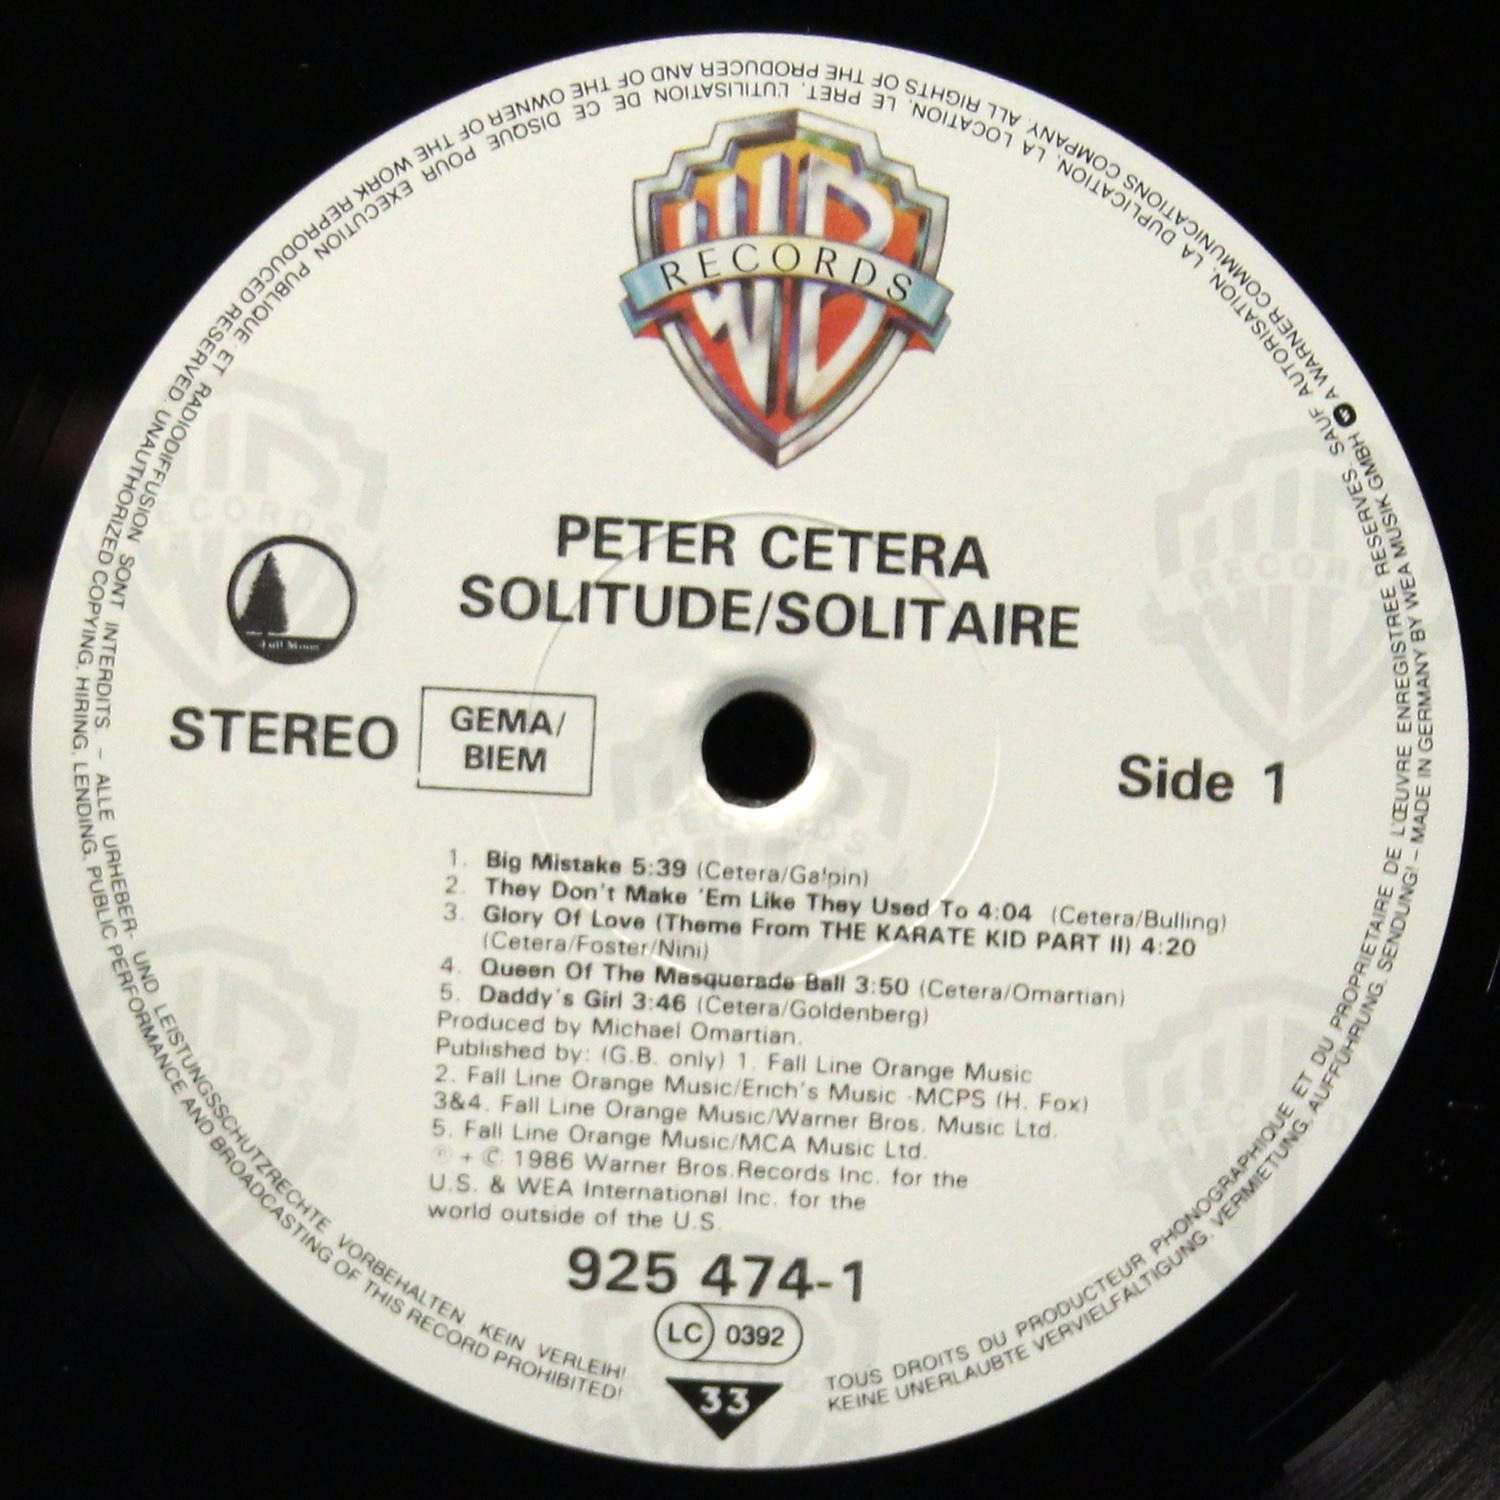 RECORDS
PETER CETERA
SOLITUDE/SOLITAIRE
Full Moon
STEREO
GEMA/
BIEM
Side 1
1. Big Mistake 5:39 (Cetera/Galpin)
2. They Don't Make 'Em Like They Used To 4:04 (Cetera/Bulling)
3. Glory Of Love (Theme From THE KARATE KID PART II) 4:20
(Cetera/Foster/Nini)
4. Queen Of The Masquerade Ball 3:50 (Cetera/Omartian)
5. Daddy's Girl 3:46 (Cetera/Goldenberg)
Produced by Michael Omartian.
Published by: (G.B. only) 1. Fall Line Orange Music
2. Fall Line Orange Music/Erich's Music -MCPS (H. Fox)
3&4. Fall Line Orange Music/Warner Bros. Music Ltd.
5. Fall Line Orange Music/MCA Music Ltd.
℗ + © 1986 Warner Bros.Records Inc. for the
U.S. & WEA International Inc. for the
world outside of the U.S.
925 474-1
LC 0392
33
TOUS DROITS DU PRODUCTEUR PHONOGRAPHIQUE ET DU PROPRIETAIRE DE L'ŒUVRE ENREGISTREE RESERVES. SAUF AUTORISATION, LA DUPLICATION, LA LOCATION, LE PRET, L'UTILISATION DE CE DISQUE POUR EXECUTION PUBLIQUE ET RADIODIFFUSION SONT INTERDITS – ALLE URHEBER- UND LEISTUNGSSCHUTZRECHTE VORBEHALTEN. KEIN VERLEIH!
KEINE UNERLAUBTE VERVIELFÄLTIGUNG, VERMIETUNG, AUFFÜHRUNG, SENDUNG! – MADE IN GERMANY BY WEA MUSIK GMBH A WARNER COMMUNICATIONS COMPANY. ALL RIGHTS OF THE PRODUCER AND OF THE OWNER OF THE WORK REPRODUCED RESERVED. UNAUTHORIZED COPYING, HIRING, LENDING, PUBLIC PERFORMANCE AND BROADCASTING OF THIS RECORD PROHIBITED!